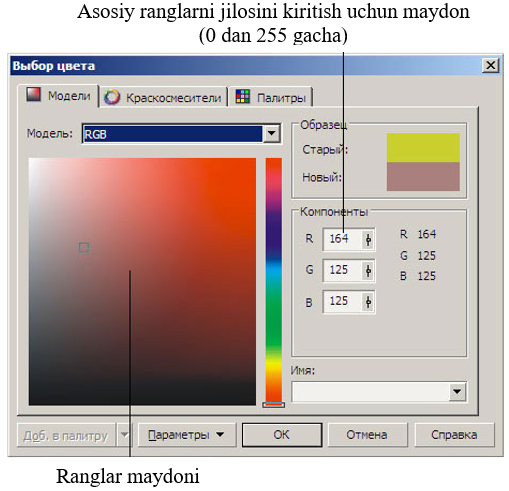 Asosiy ranglarni jilosini kiritish uchun maydon
(0 dan 255 gacha)
Выбор цвета
Модели
Краскосмесители
Палитры
Модель:
RGB
Образец
Старый:
Новый:
Компоненты
R 164 R 164
G 125 G 125
B 125 B 125
Имя:
Доб. в палитру
Параметры
ОК
Отмена
Справка
Ranglar maydoni